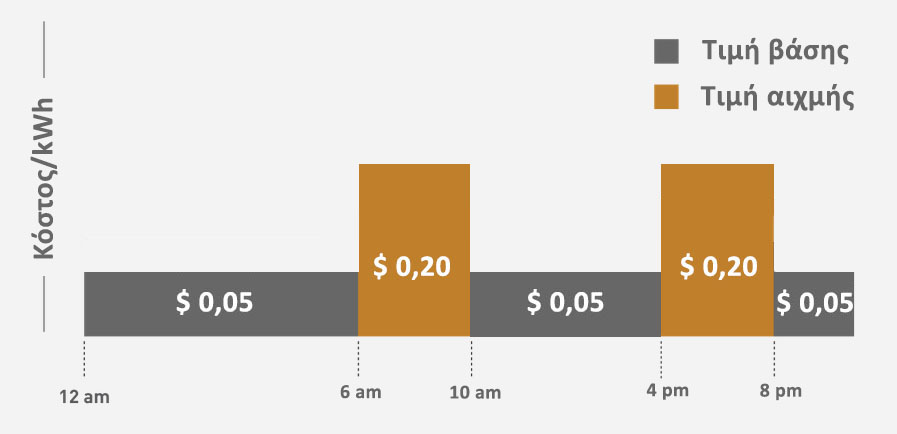 Τιμή βάσης
Τιμή αιχμής
Κόστος/kWh
$ 0,05
$ 0,20
$ 0,05
$ 0,20
$ 0,05
12 am
6 am
10 am
4 pm
8 pm